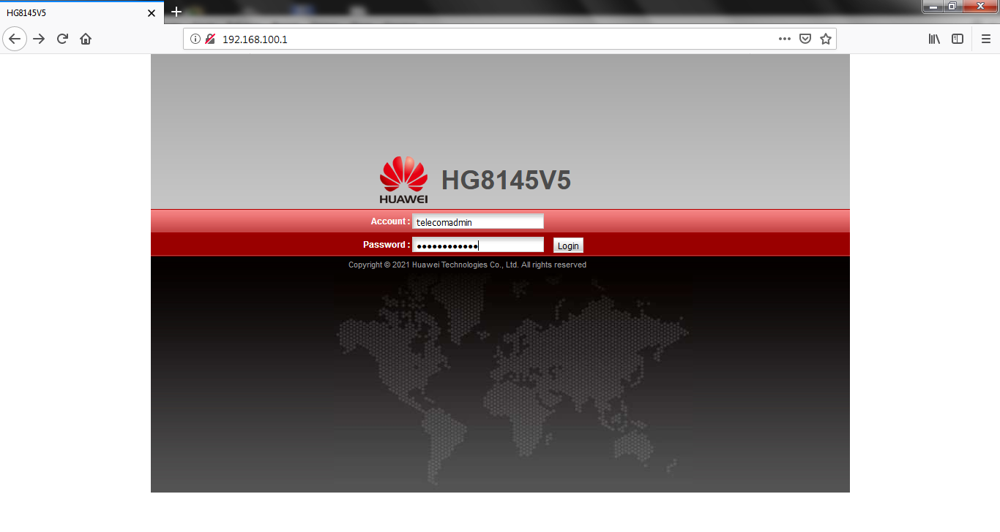 HG8145V5
192.168.100.1
HUAWEI
HG8145V5
Account :
telecomadmin
Password :
••••••••••••
Login
Copyright © 2021 Huawei Technologies Co., Ltd. All rights reserved